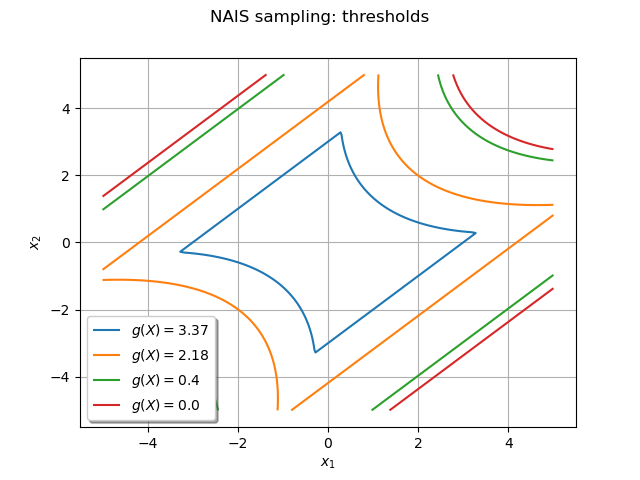 NAIS sampling: thresholds
x₂
4
2
0
−2
−4
g(X) = 3.37
g(X) = 2.18
g(X) = 0.4
g(X) = 0.0
−4 −2 0 2 4
x₁